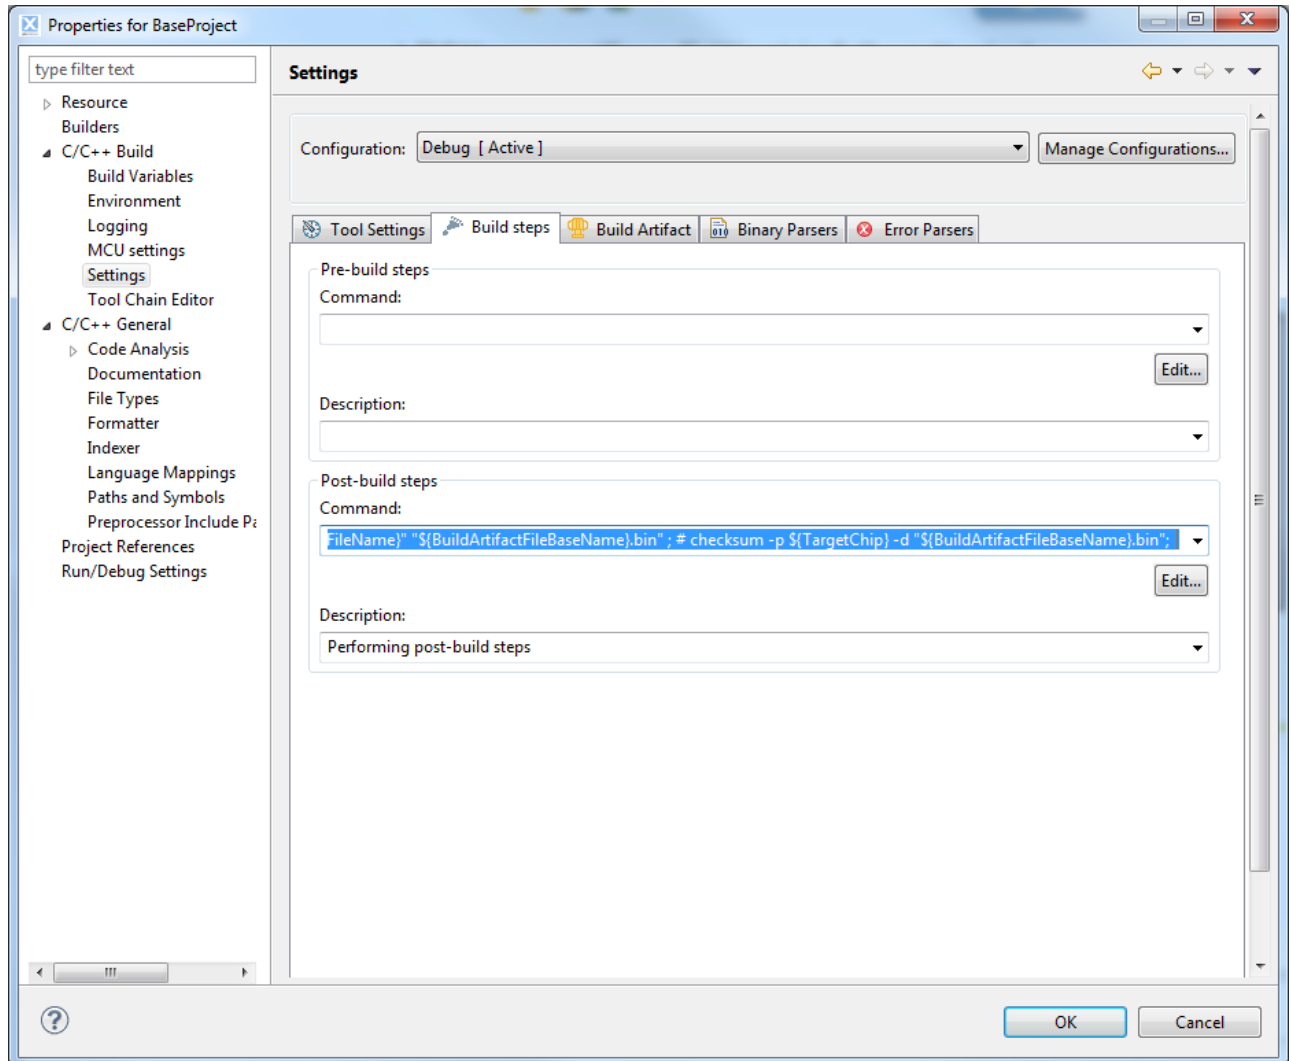 Properties for BaseProject
type filter text
Resource
Builders
C/C++ Build
Build Variables
Environment
Logging
MCU settings
Settings
Tool Chain Editor
C/C++ General
Code Analysis
Documentation
File Types
Formatter
Indexer
Language Mappings
Paths and Symbols
Preprocessor Include Pa
Project References
Run/Debug Settings
Settings
Configuration: Debug [ Active ] Manage Configurations...
Tool Settings Build steps Build Artifact Binary Parsers Error Parsers
Pre-build steps
Command:
Edit...
Description:
Post-build steps
Command:
FileName}" "${BuildArtifactFileBaseName}.bin" ; # checksum -p ${TargetChip} -d "${BuildArtifactFileBaseName}.bin";
Edit...
Description:
Performing post-build steps
OK Cancel